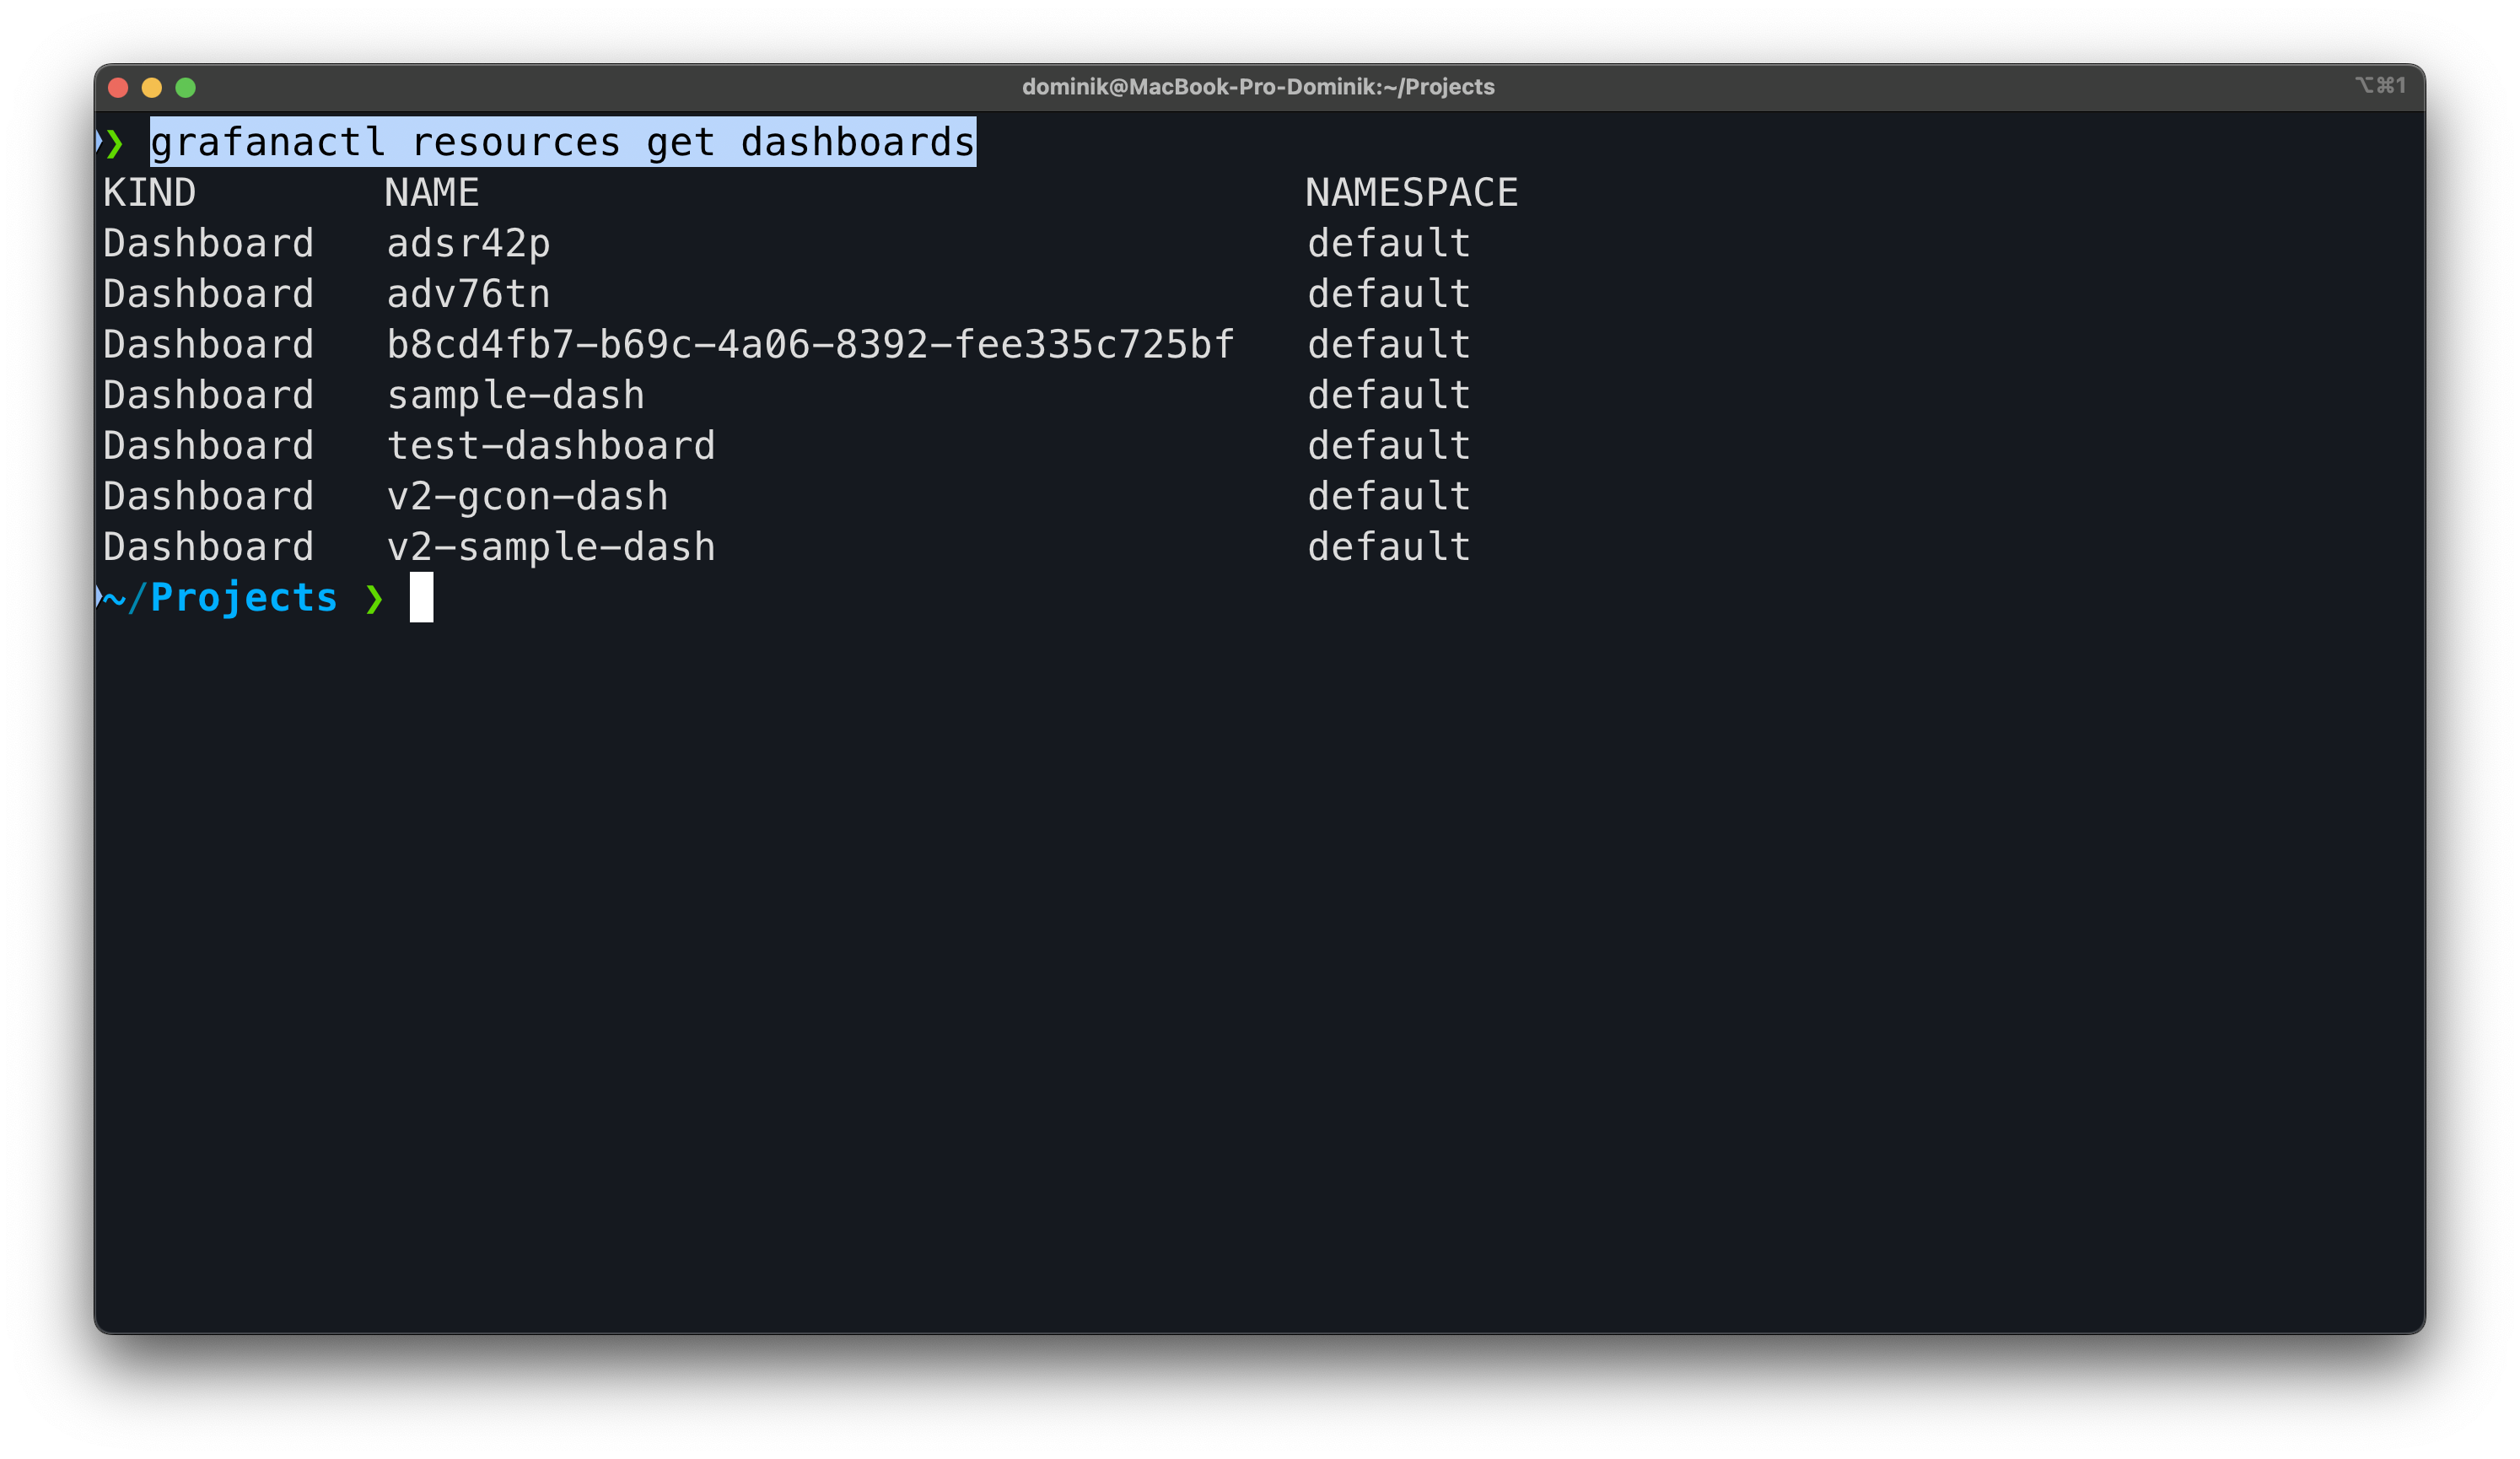 dominik@MacBook-Pro-Dominik:~/Projects ⌥⌘1
❯ grafanactl resources get dashboards
KIND NAME NAMESPACE
Dashboard adsr42p default
Dashboard adv76tn default
Dashboard b8cd4fb7-b69c-4a06-8392-fee335c725bf default
Dashboard sample-dash default
Dashboard test-dashboard default
Dashboard v2-gcon-dash default
Dashboard v2-sample-dash default
~/Projects ❯